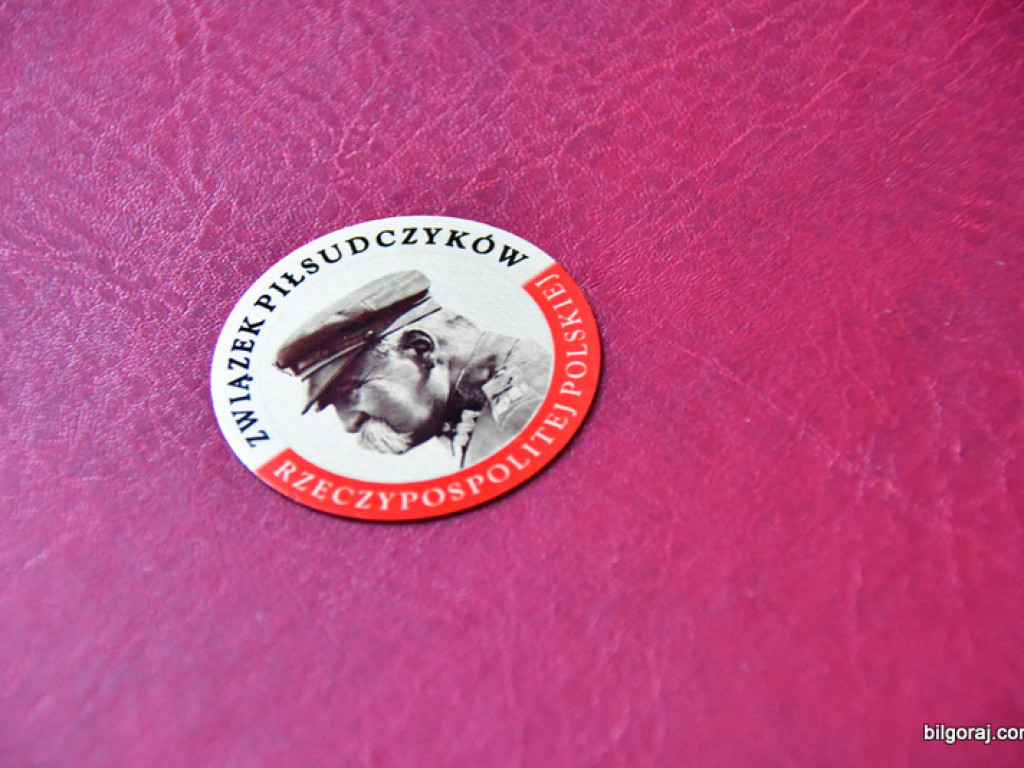 ZWIĄZEK PIŁSUDCZYKÓW
RZECZYPOSPOLITEJ POLSKIEJ
bilgoraj.com